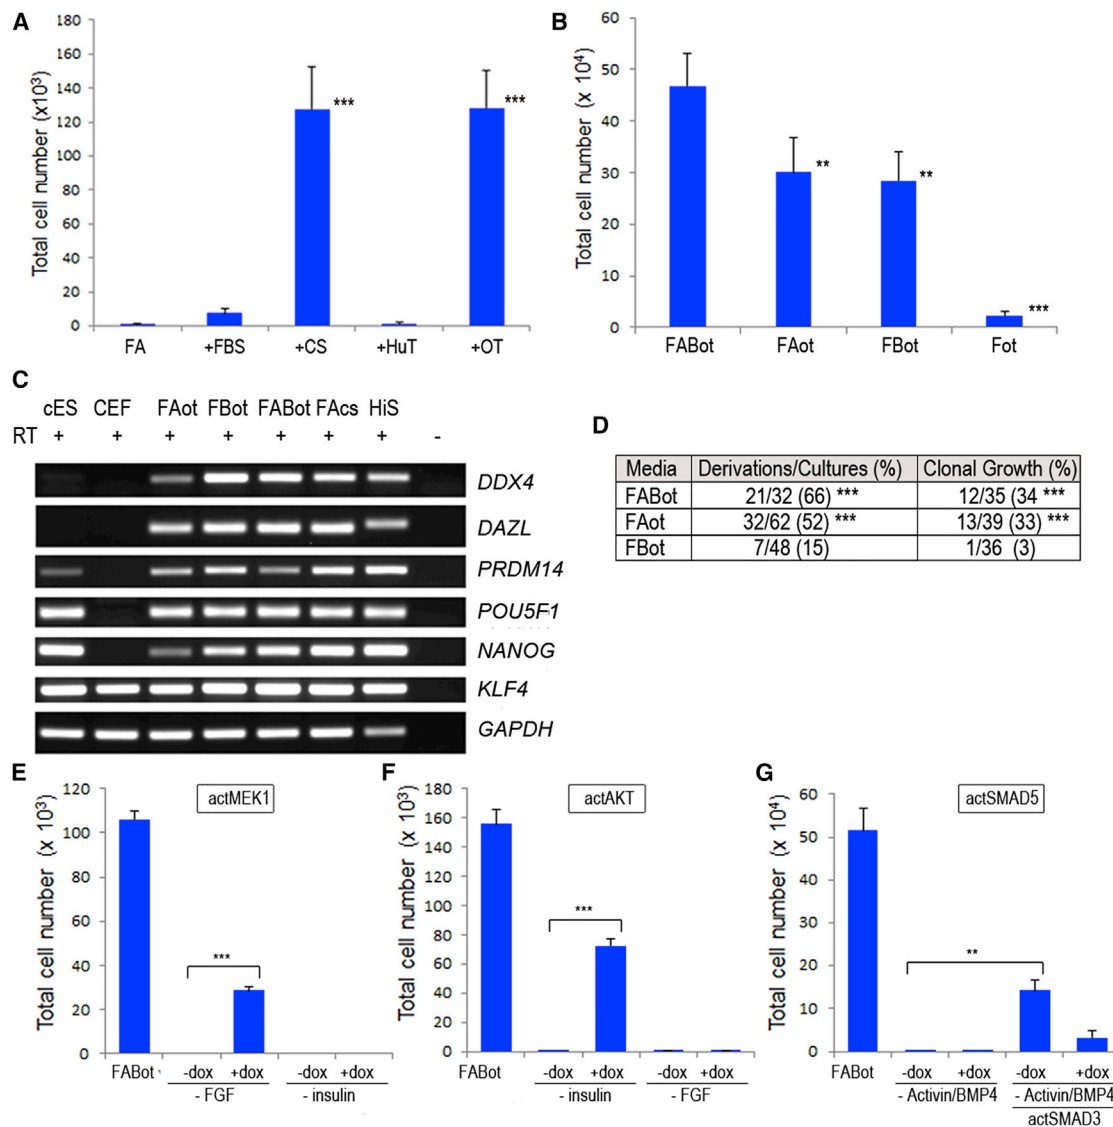 A
Total cell number (x10³)
180
160
140
120
100
80
60
40
20
0
***
***
FA +FBS +CS +HuT +OT
B
Total cell number (x 10⁴)
60
50
40
30
20
10
0
**
**
***
FABot FAot FBot Fot
C
cES CEF FAot FBot FABot FAcs HiS
RT + + + + + + + -
DDX4
DAZL
PRDM14
POU5F1
NANOG
KLF4
GAPDH
D
Media Derivations/Cultures (%) Clonal Growth (%)
FABot 21/32 (66) *** 12/35 (34 ***
FAot 32/62 (52) *** 13/39 (33) ***
FBot 7/48 (15) 1/36 (3)
E
actMEK1
Total cell number (x 10³)
120
100
80
60
40
20
0
***
FABot -dox +dox -dox +dox
- FGF - insulin
F
actAKT
Total cell number (x 10³)
180
160
140
120
100
80
60
40
20
0
***
FABot -dox +dox -dox +dox
- insulin - FGF
G
actSMAD5
Total cell number (x 10⁴)
60
50
40
30
20
10
0
**
FABot -dox +dox -dox +dox
- Activin/BMP4 - Activin/BMP4
actSMAD3